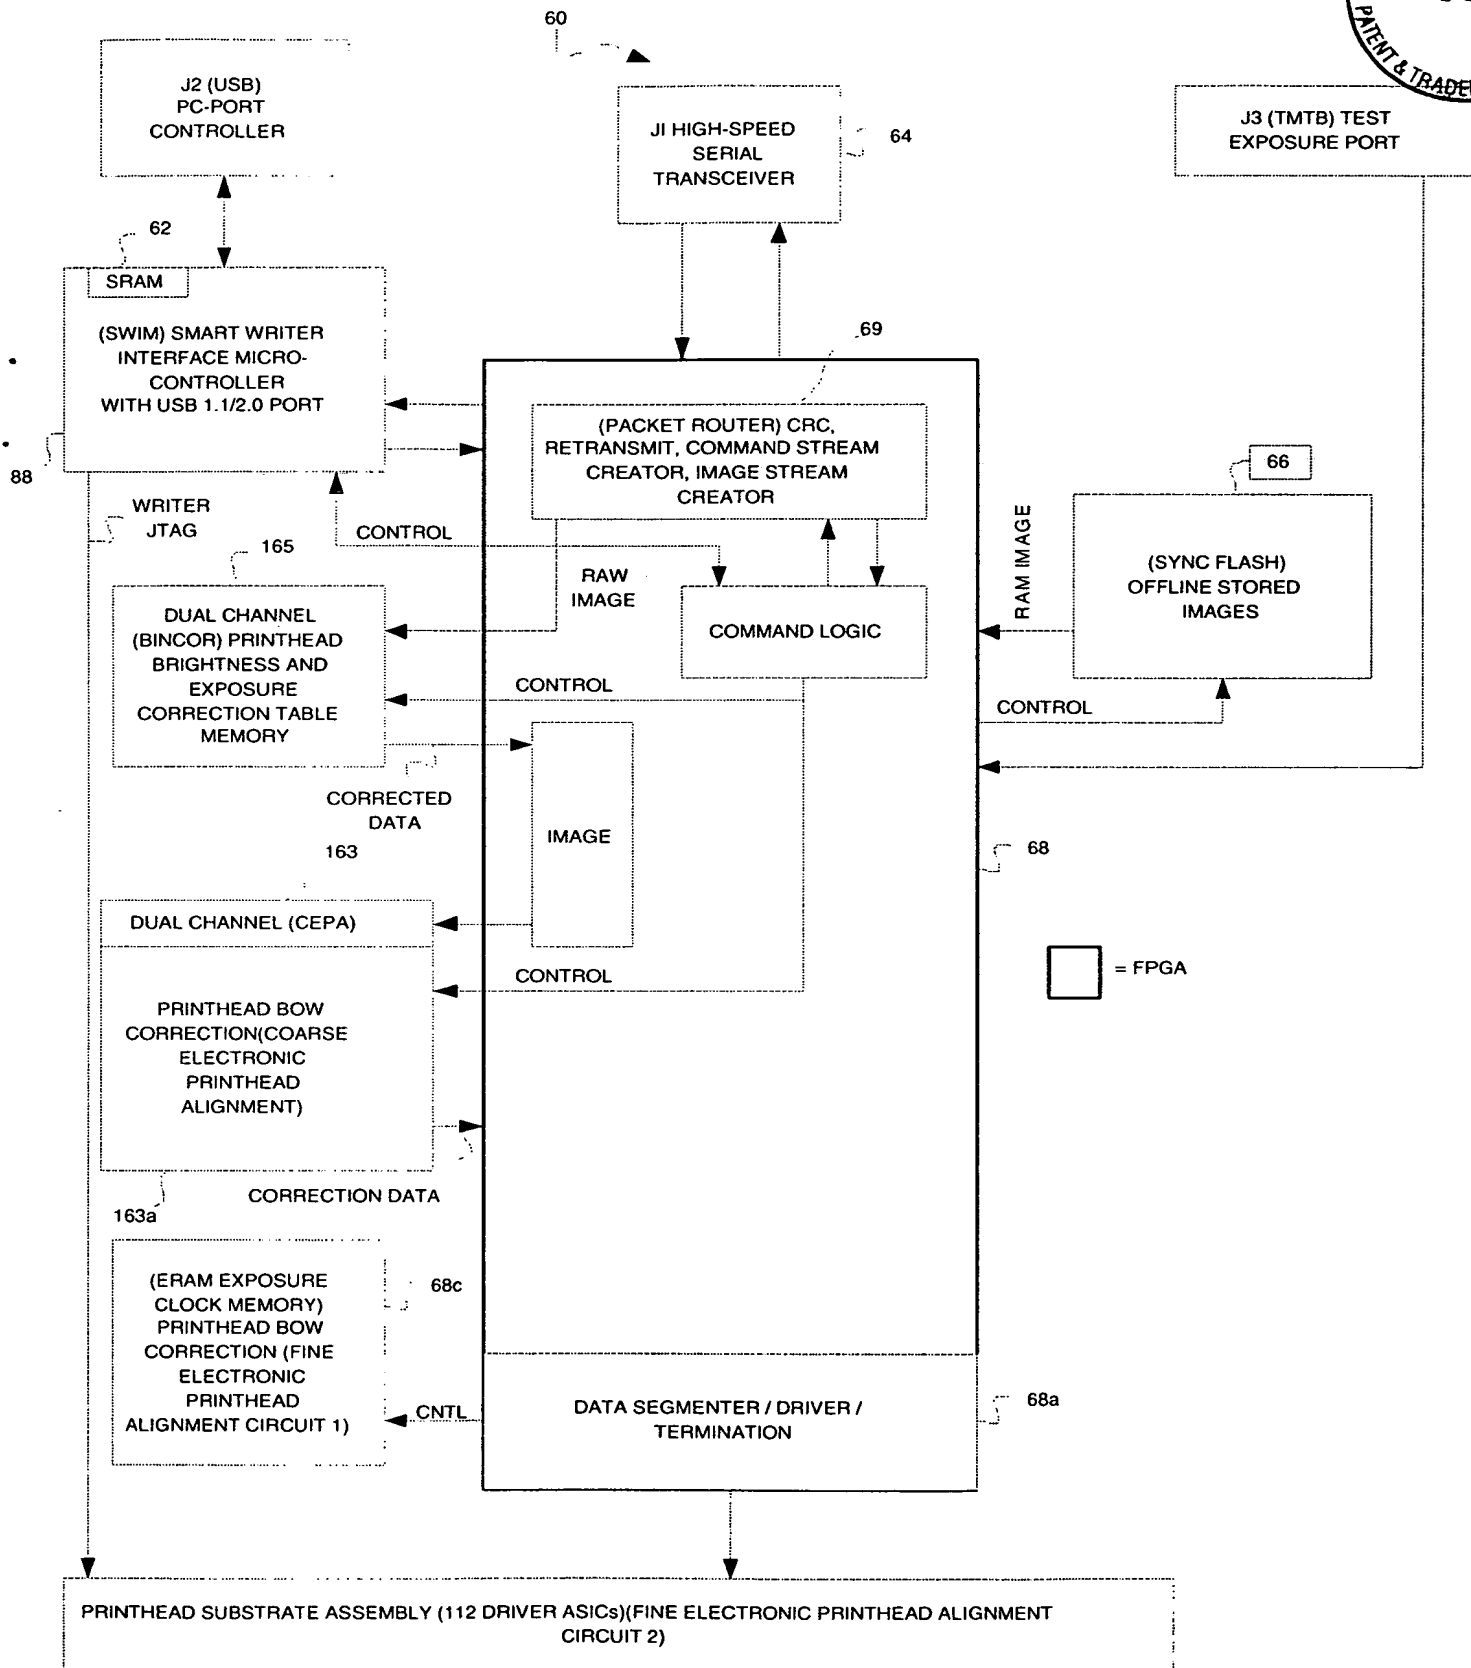 60
J2 (USB)
PC-PORT
CONTROLLER
JI HIGH-SPEED
SERIAL
TRANSCEIVER
64
PATENT & TRADE
J3 (TMTB) TEST
EXPOSURE PORT
62
SRAM
(SWIM) SMART WRITER
INTERFACE MICRO-
CONTROLLER
WITH USB 1.1/2.0 PORT
88
69
(PACKET ROUTER) CRC,
RETRANSMIT, COMMAND STREAM
CREATOR, IMAGE STREAM
CREATOR
66
WRITER
JTAG
CONTROL
165
RAW
IMAGE
RAM IMAGE
(SYNC FLASH)
OFFLINE STORED
IMAGES
DUAL CHANNEL
(BINCOR) PRINTHEAD
BRIGHTNESS AND
EXPOSURE
CORRECTION TABLE
MEMORY
COMMAND LOGIC
CONTROL
CONTROL
CORRECTED
DATA
IMAGE
163
68
DUAL CHANNEL (CEPA)
CONTROL
= FPGA
PRINTHEAD BOW
CORRECTION(COARSE
ELECTRONIC
PRINTHEAD
ALIGNMENT)
CORRECTION DATA
163a
(ERAM EXPOSURE
CLOCK MEMORY)
PRINTHEAD BOW
CORRECTION (FINE
ELECTRONIC
PRINTHEAD
ALIGNMENT CIRCUIT 1)
68c
CNTL
DATA SEGMENTER / DRIVER /
TERMINATION
68a
PRINTHEAD SUBSTRATE ASSEMBLY (112 DRIVER ASICs)(FINE ELECTRONIC PRINTHEAD ALIGNMENT
CIRCUIT 2)